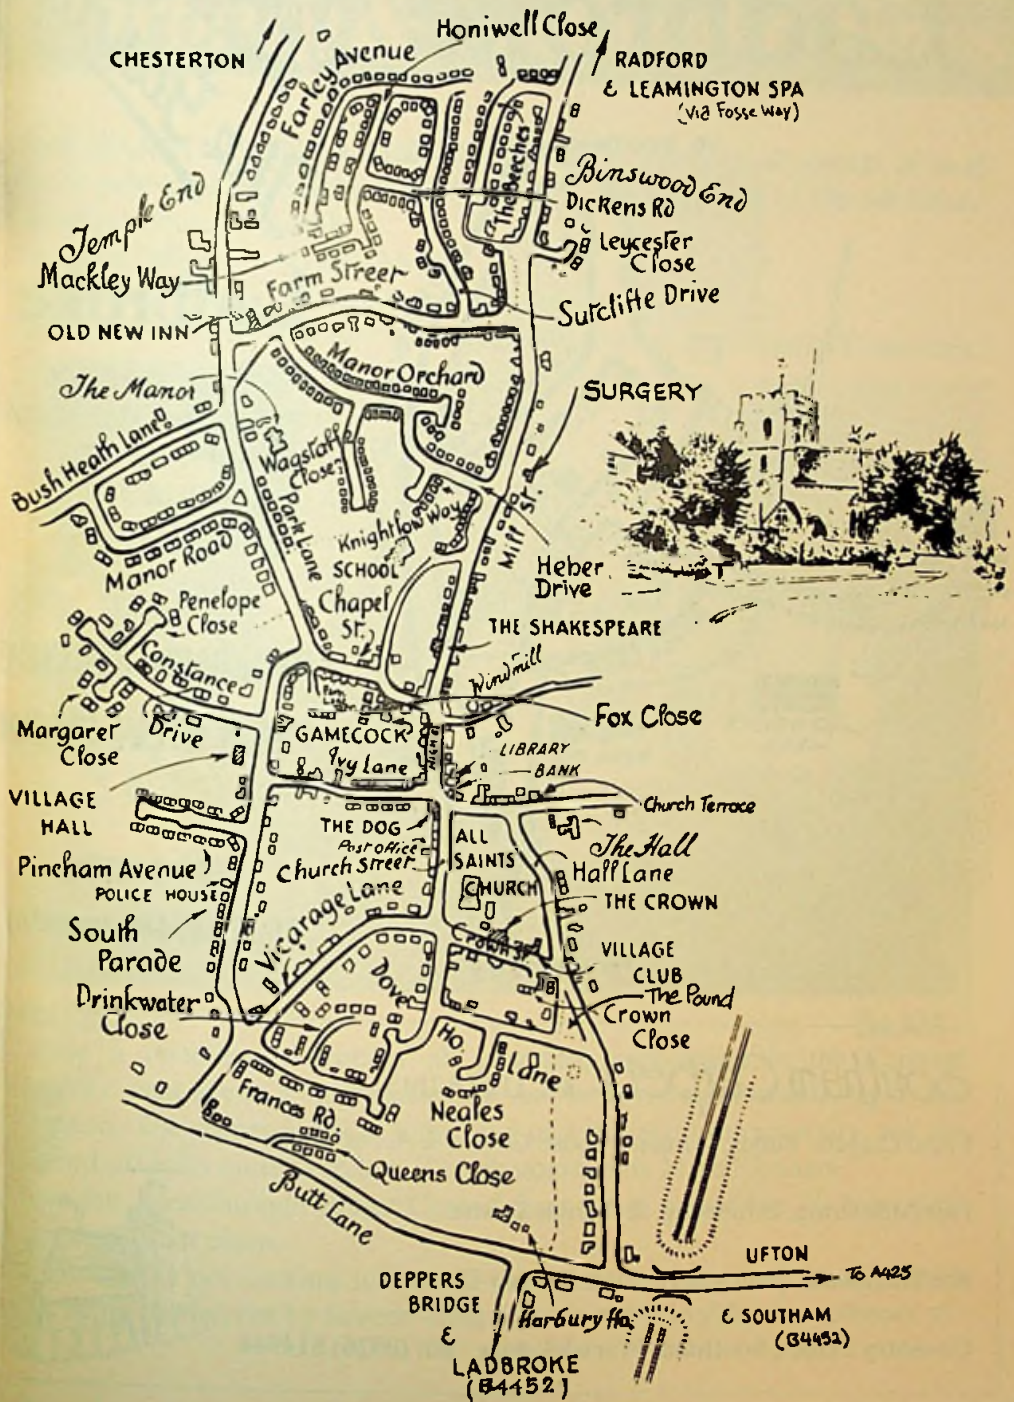 Honiwell Close
CHESTERTON
Farley Avenue
RADFORD
& LEAMINGTON SPA
(Via Fosse Way)
The Beeches
Binswood End
Dickens Rd
Temple End
Leycester
Close
Mackley Way
Farm Street
Sutcliffe Drive
OLD NEW INN
Manor Orchard
The Manor
SURGERY
Bush Heath Lane
Wagstaff
Close
Park Lane
Mill St.
Knightlow Way
Manor Road
SCHOOL
Heber
Drive
Penelope
Close
Chapel
St.
THE SHAKESPEARE
Constance
Drive
Windmill
Margaret
Close
Fox Close
GAMECOCK
HIGH ST
Ivy Lane
LIBRARY
BANK
VILLAGE
HALL
Church Terrace
THE DOG
Post office
ALL
SAINTS
CHURCH
The Hall
Pincham Avenue
Church Street
Hall Lane
POLICE HOUSE
Vicarage Lane
THE CROWN
South
Parade
Crown St.
VILLAGE
CLUB
Dove
Ho.
Lane
The Pound
Drinkwater
Close
Crown
Close
Frances Rd.
Neales
Close
Queens Close
Butt Lane
UFTON
To A425
DEPPERS
BRIDGE
&
LADBROKE
(B4452)
Harbury Ho.
& SOUTHAM
(B4452)